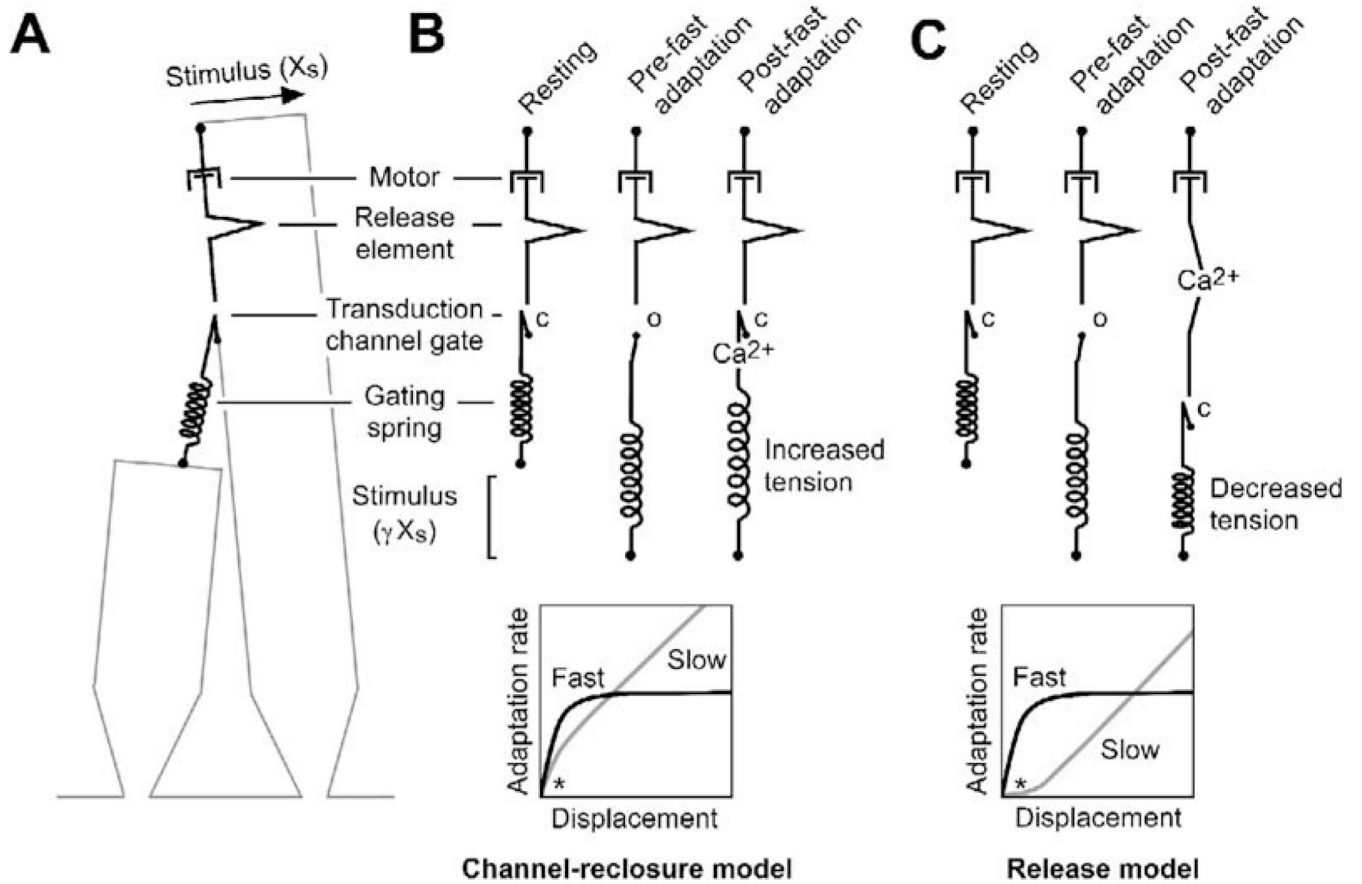 A
Stimulus (Xs)
Motor
Release
element
Transduction
channel gate
Gating
spring
Stimulus
(γ Xs)
B
Resting
Pre-fast
adaptation
Post-fast
adaptation
c
o
c
Ca2+
Increased
tension
Adaptation rate
Fast
Slow
*
Displacement
Channel-reclosure model
C
Resting
Pre-fast
adaptation
Post-fast
adaptation
Ca2+
c
o
c
Decreased
tension
Adaptation rate
Fast
Slow
*
Displacement
Release model